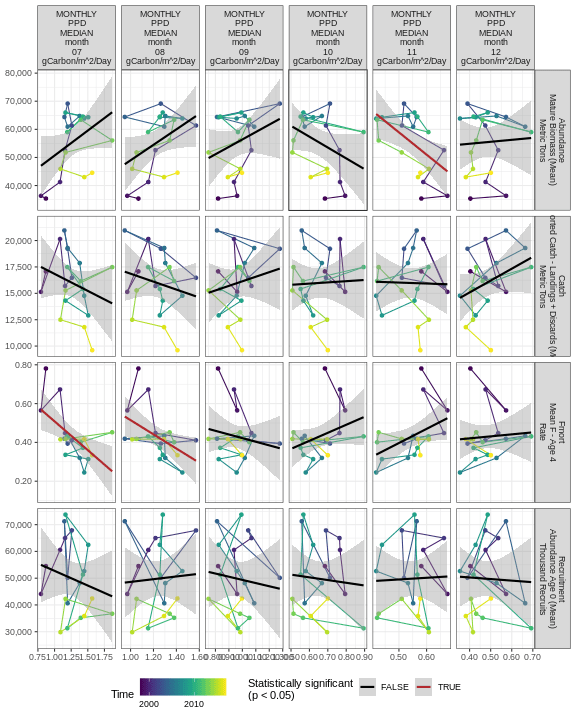 MONTHLY
PPD
MEDIAN
month
07
gCarbon/m^2/Day
MONTHLY
PPD
MEDIAN
month
08
gCarbon/m^2/Day
MONTHLY
PPD
MEDIAN
month
09
gCarbon/m^2/Day
MONTHLY
PPD
MEDIAN
month
10
gCarbon/m^2/Day
MONTHLY
PPD
MEDIAN
month
11
gCarbon/m^2/Day
MONTHLY
PPD
MEDIAN
month
12
gCarbon/m^2/Day
80,000
70,000
60,000
50,000
40,000
Abundance
Mature Biomass (Mean)
Metric Tons
20,000
17,500
15,000
12,500
10,000
Catch
orted Catch - Landings + Discards (M
Metric Tons
0.80
0.60
0.40
0.20
Fmort
Mean F - Age 4
Rate
70,000
60,000
50,000
40,000
30,000
Recruitment
Abundance Age 0 (Mean)
Thousand Recruits
0.75 1.00 1.25 1.50 1.75
1.00 1.20 1.40 1.60
0.50 0.60 0.70 0.80 0.90
0.50 0.60
0.40 0.50 0.60 0.70
Time
2000 2010
Statistically significant
(p < 0.05)
FALSE
TRUE